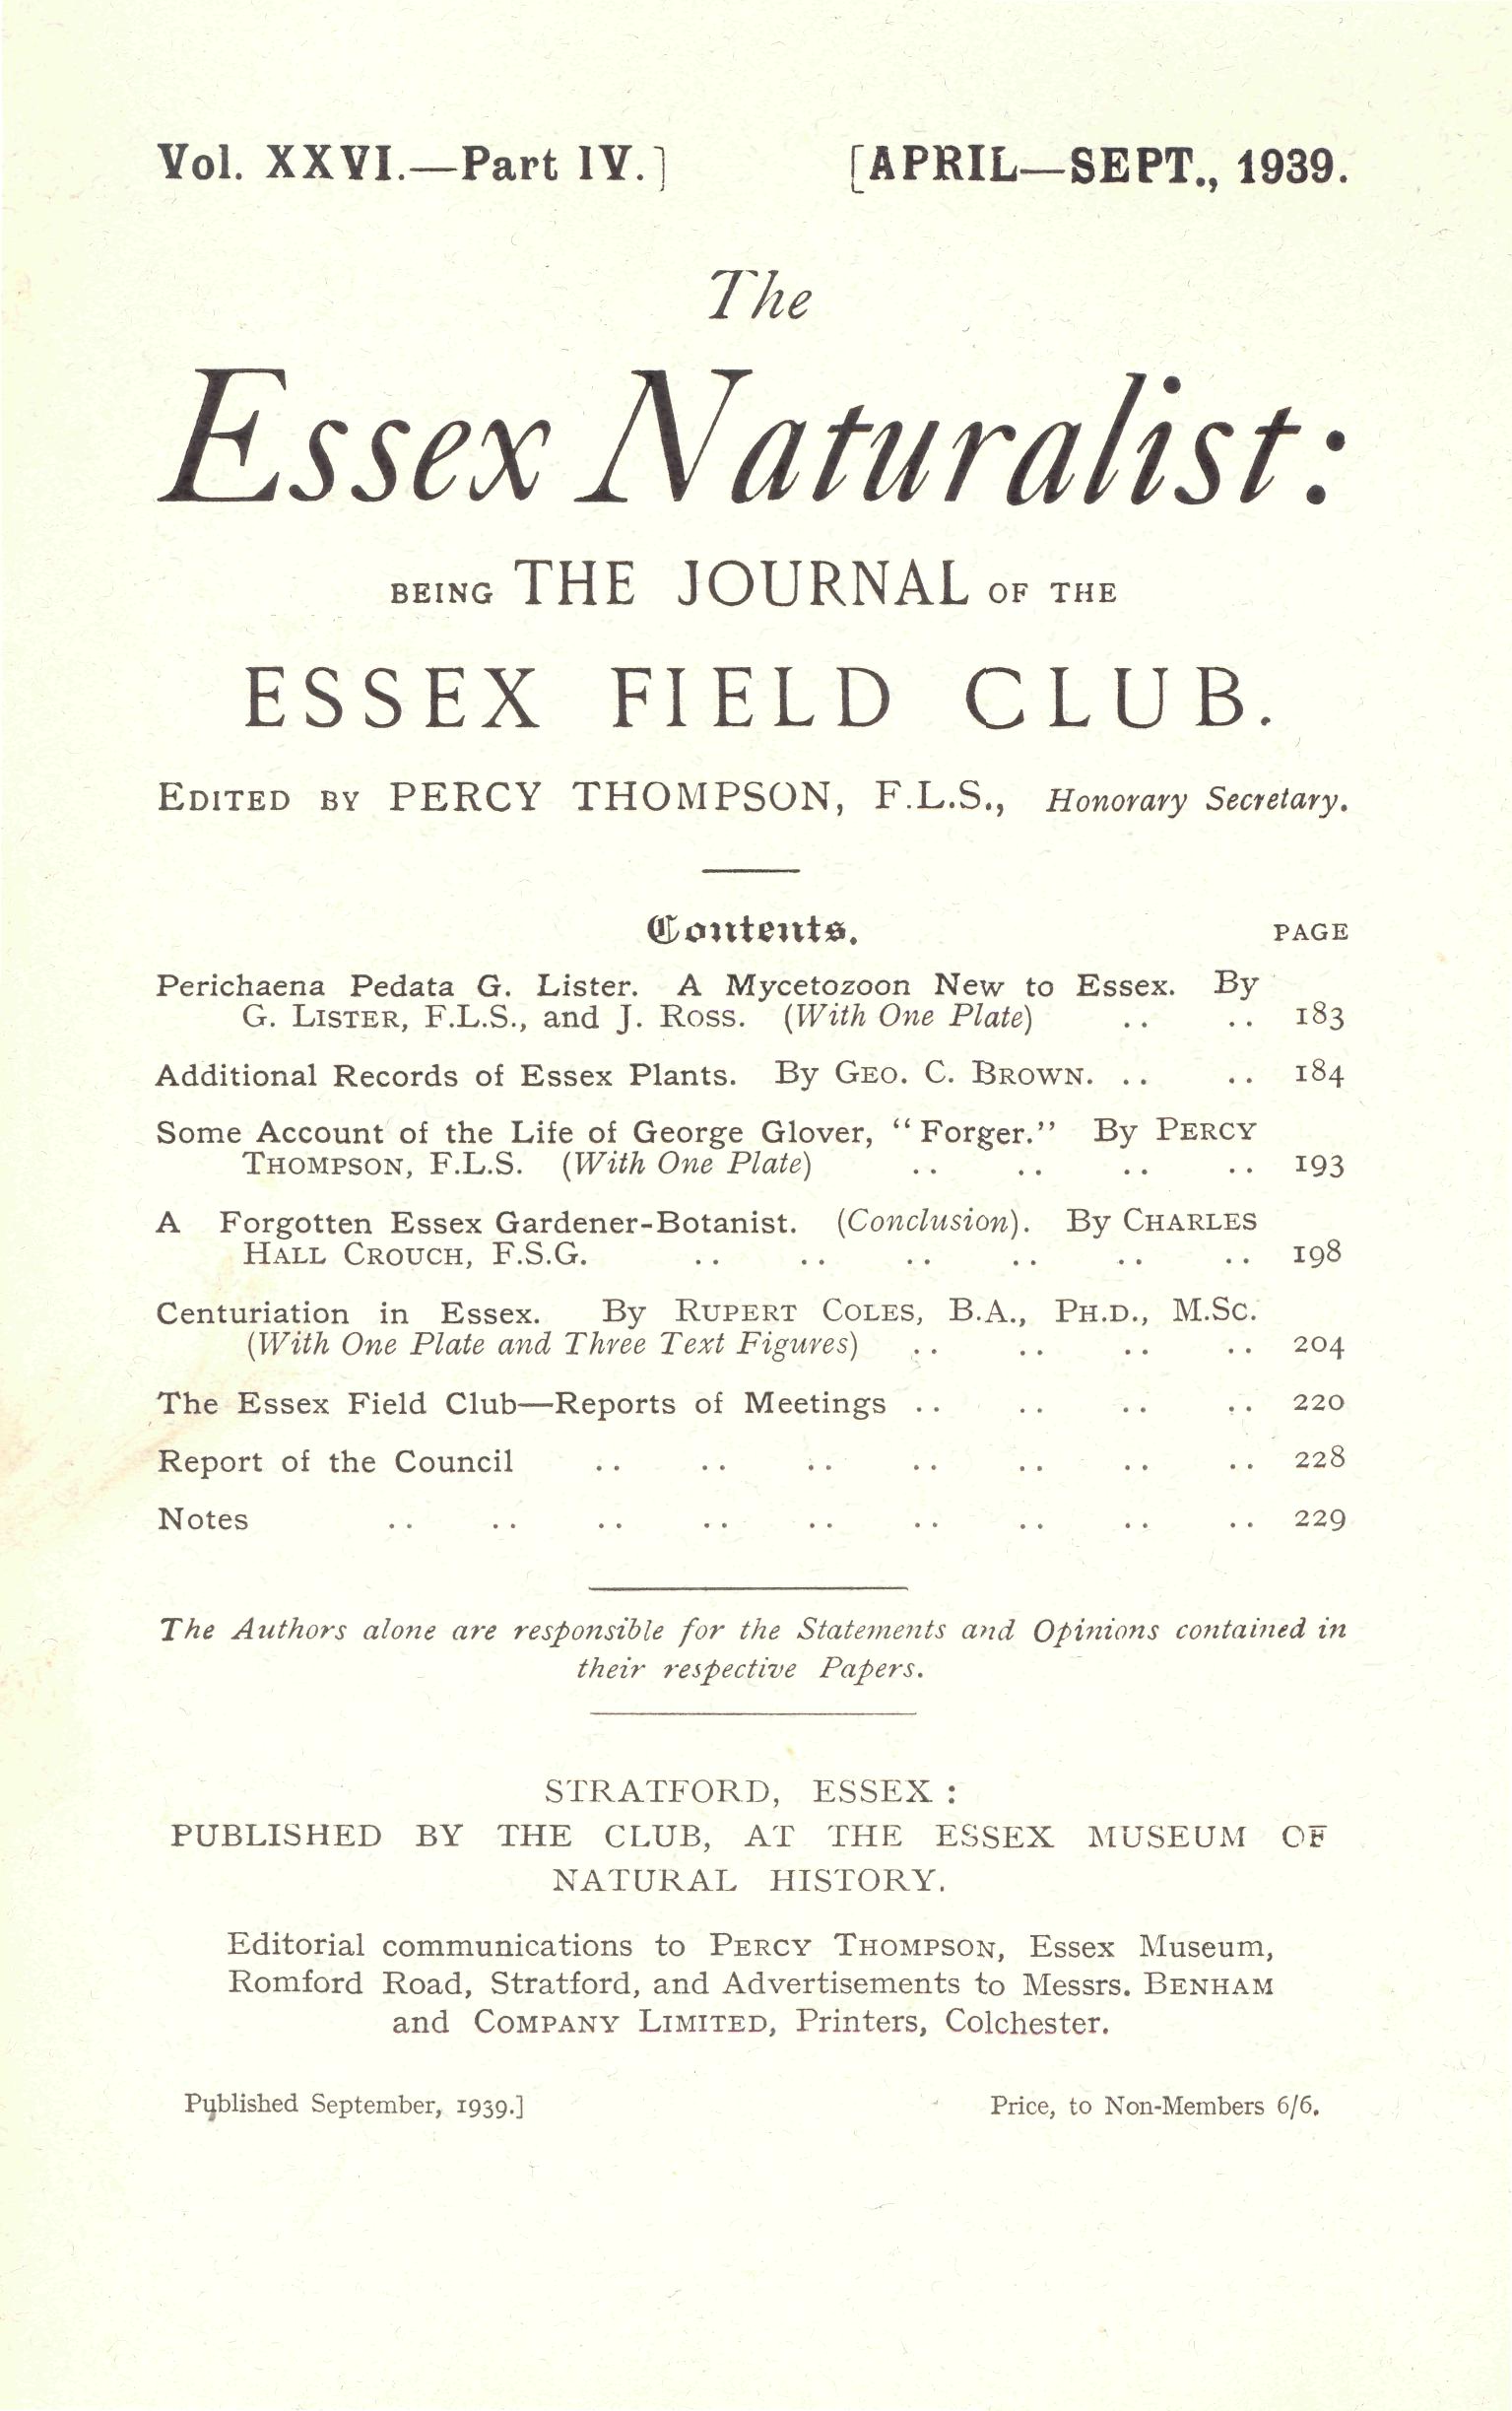 Vol. XXVI.—Part IV.] [APRIL—SEPT., 1939.
The
Essex Naturalist:
BEING THE JOURNAL OF THE
ESSEX FIELD CLUB.
EDITED BY PERCY THOMPSON, F.L.S., Honorary Secretary.
Contents. PAGE
Perichaena Pedata G. Lister. A Mycetozoon New to Essex. By
G. LISTER, F.L.S., and J. Ross. (With One Plate) .. .. 183
Additional Records of Essex Plants. By GEO. C. BROWN. .. .. 184
Some Account of the Life of George Glover, “Forger.” By PERCY
THOMPSON, F.L.S. (With One Plate) .. .. .. .. 193
A Forgotten Essex Gardener-Botanist. (Conclusion). By CHARLES
HALL CROUCH, F.S.G. .. .. .. .. .. .. 198
Centuriation in Essex. By RUPERT COLES, B.A., PH.D., M.Sc.
(With One Plate and Three Text Figures) .. .. .. .. 204
The Essex Field Club—Reports of Meetings .. .. .. .. 220
Report of the Council .. .. .. .. .. .. .. 228
Notes .. .. .. .. .. .. .. .. .. 229
The Authors alone are responsible for the Statements and Opinions contained in
their respective Papers.
STRATFORD, ESSEX :
PUBLISHED BY THE CLUB, AT THE ESSEX MUSEUM OF
NATURAL HISTORY.
Editorial communications to PERCY THOMPSON, Essex Museum,
Romford Road, Stratford, and Advertisements to Messrs. BENHAM
and COMPANY LIMITED, Printers, Colchester.
Published September, 1939.] Price, to Non-Members 6/6.